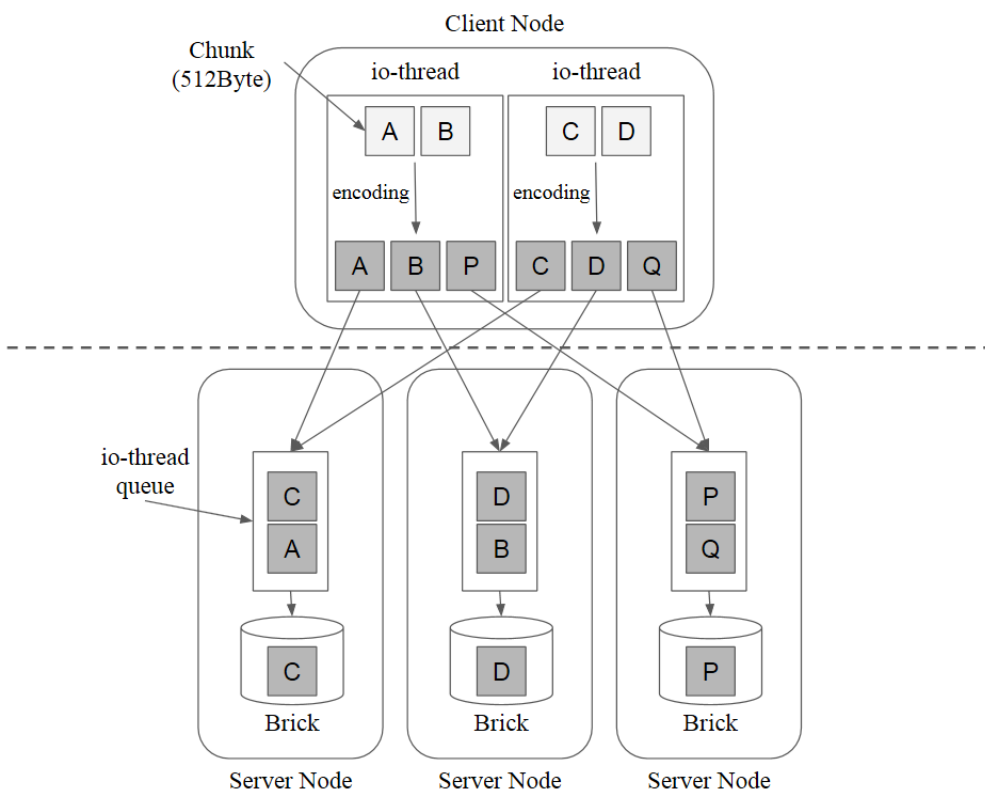 Client Node
Chunk
(512Byte)
io-thread
io-thread
A B
C D
encoding
encoding
A B P
C D Q
io-thread
queue
C
A
D
B
P
Q
C
D
P
Brick
Brick
Brick
Server Node
Server Node
Server Node